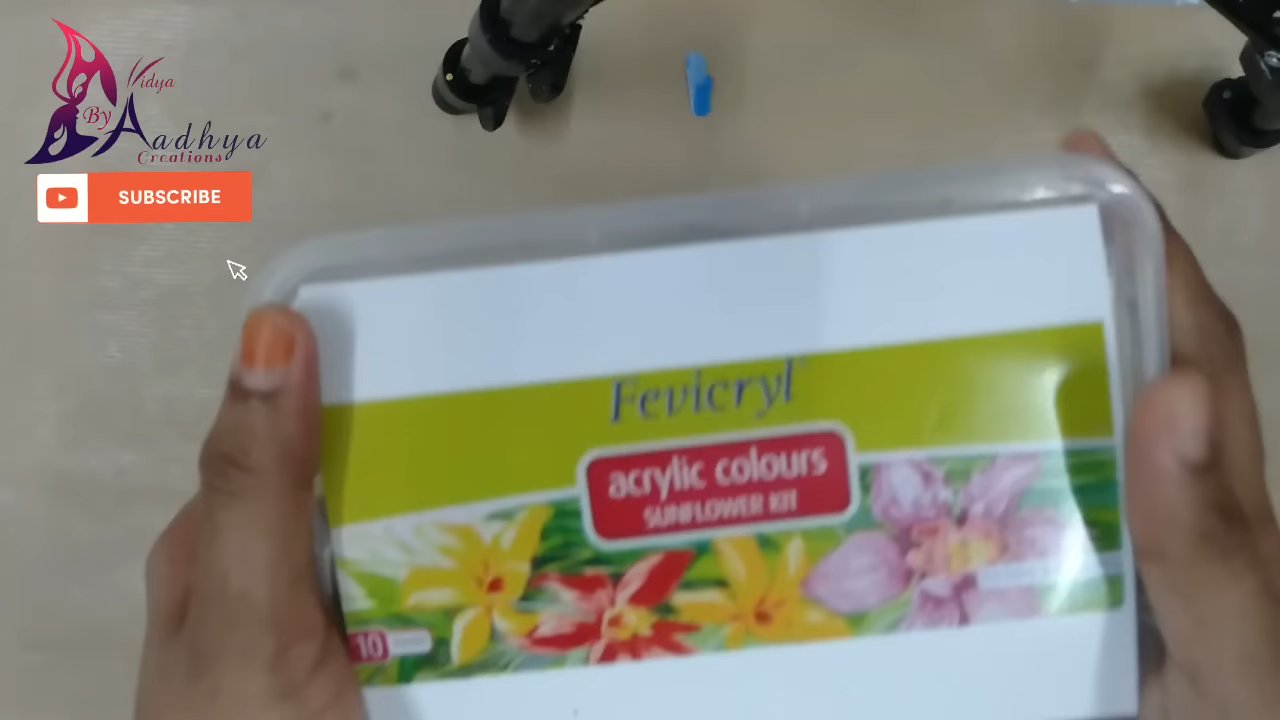 Vidya
By Aadhya
Creations
SUBSCRIBE
Fevicryl
acrylic colours
SUNFLOWER KIT
10